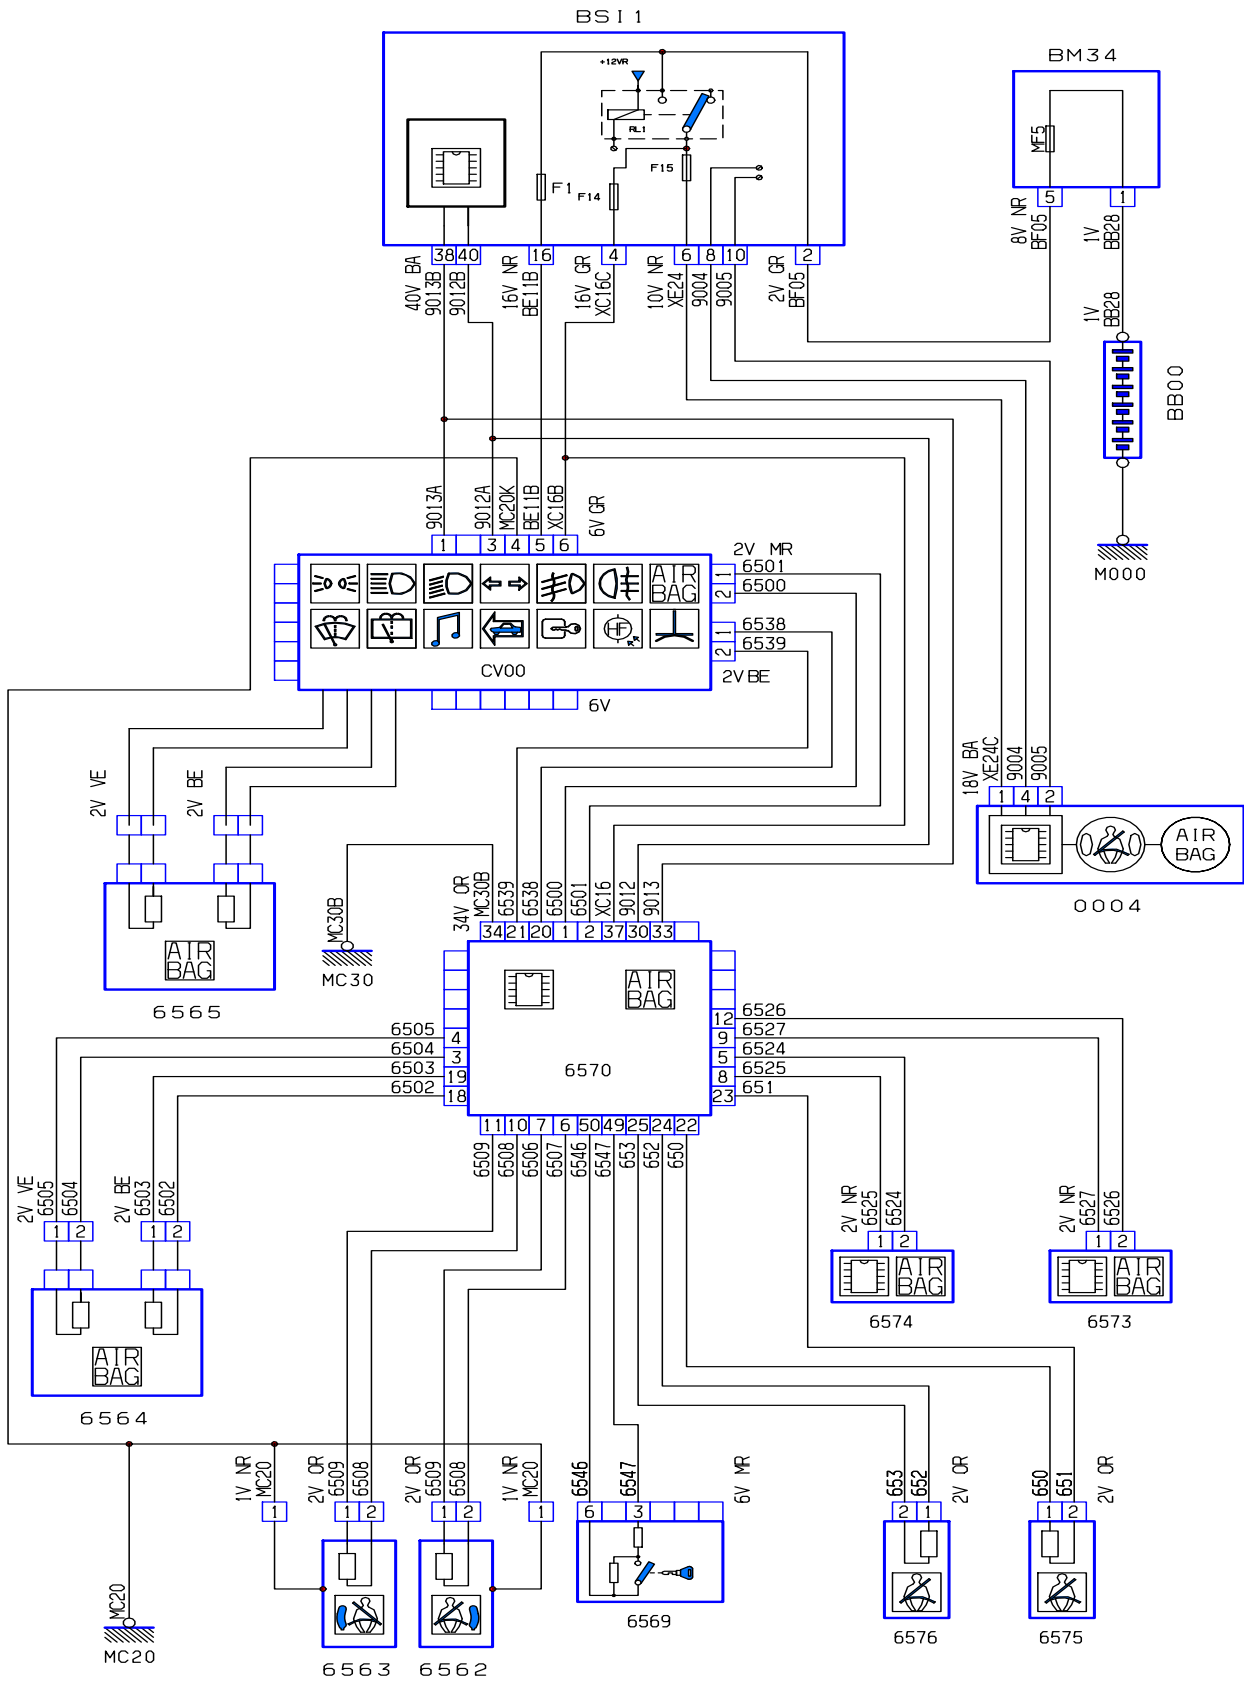 BSI1
BM34
+12VR
RL1
MF5
F1
F14
F15
38 40 16 4 6 8 10 2
5 1
40V BA
9013B
9012B
16V NR
BE11B
16V GR
XC16C
10V NR
XE24
9004
9005
2V GR
BF05
8V NR
BF05
1V
BB28
1V
BB28
BB00
M000
9013A
9012A
MC20K
BE11B
XC16B
6V GR
1 3 4 5 6
2V MR
1 6501
2 6500
1 6538
2 6539
2V BE
AIR
BAG
HF
CV00
6V
2V VE
2V BE
AIR
BAG
6565
18V BA
XE24C
9004
9005
1 4 2
AIR
BAG
0004
MC30B
MC30
34V OR
MC30B
6539
6538
6500
6501
XC16
9012
9013
34 21 20 1 2 37 30 33
AIR
BAG
6570
6505 4
6504 3
6503 19
6502 18
12 6526
9 6527
5 6524
8 6525
23 651
11 10 7 6 50 49 25 24 22
6509
6508
6506
6507
6546
6547
653
652
650
2V VE
6505
6504
2V BE
6503
6502
1 2 1 2
AIR
BAG
6564
2V NR
6525
6524
1 2
AIR
BAG
6574
2V NR
6527
6526
1 2
AIR
BAG
6573
1V NR
MC20
1
2V OR
6509
6508
1 2
6563
2V OR
6509
6508
1 2
6562
1V NR
MC20
1
6546
6547
6V MR
6 3
6569
653
652
2V OR
2 1
6576
650
651
2V OR
1 2
6575
MC20
MC20